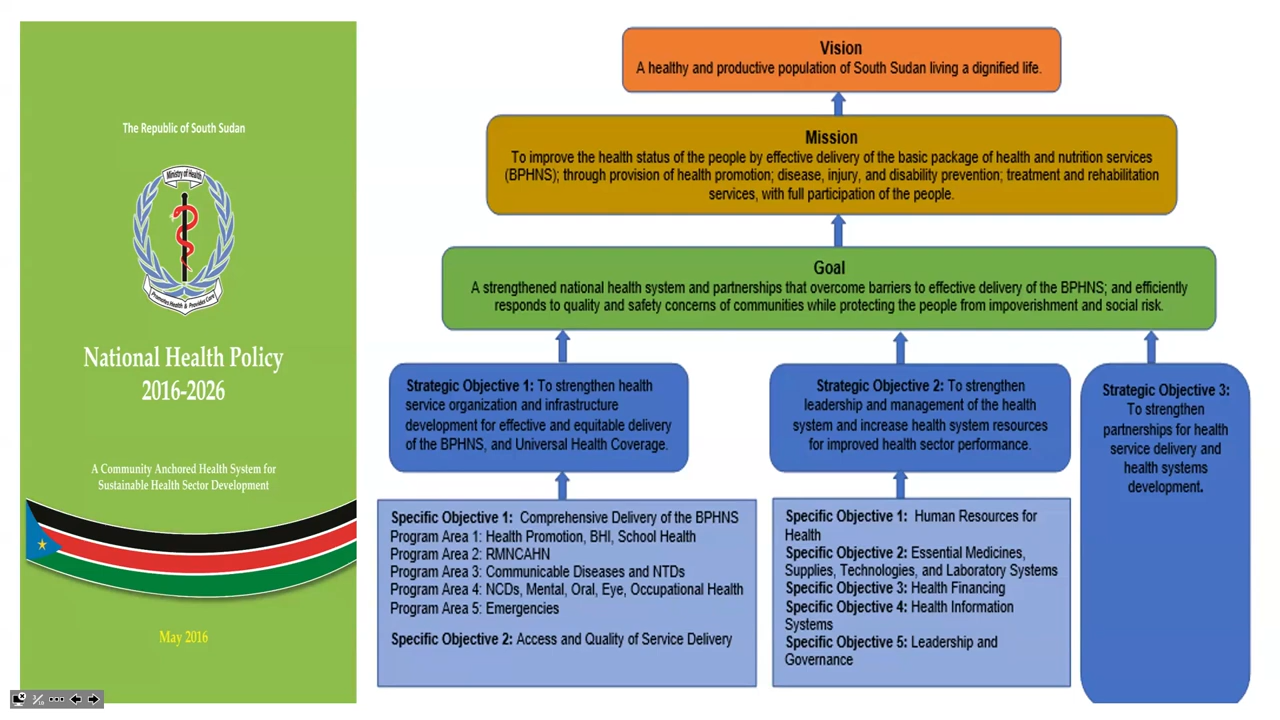 The Republic of South Sudan
Ministry of Health
Promotes Health & Provides Care
National Health Policy
2016-2026
A Community Anchored Health System for
Sustainable Health Sector Development
May 2016
Vision
A healthy and productive population of South Sudan living a dignified life.
Mission
To improve the health status of the people by effective delivery of the basic package of health and nutrition services
(BPHNS); through provision of health promotion; disease, injury, and disability prevention; treatment and rehabilitation
services, with full participation of the people.
Goal
A strengthened national health system and partnerships that overcome barriers to effective delivery of the BPHNS; and efficiently
responds to quality and safety concerns of communities while protecting the people from impoverishment and social risk.
Strategic Objective 1: To strengthen health
service organization and infrastructure
development for effective and equitable delivery
of the BPHNS, and Universal Health Coverage.
Strategic Objective 2: To strengthen
leadership and management of the health
system and increase health system resources
for improved health sector performance.
Strategic Objective 3:
To strengthen
partnerships for health
service delivery and
health systems
development.
Specific Objective 1: Comprehensive Delivery of the BPHNS
Program Area 1: Health Promotion, BHI, School Health
Program Area 2: RMNCAHN
Program Area 3: Communicable Diseases and NTDs
Program Area 4: NCDs, Mental, Oral, Eye, Occupational Health
Program Area 5: Emergencies
Specific Objective 2: Access and Quality of Service Delivery
Specific Objective 1: Human Resources for
Health
Specific Objective 2: Essential Medicines,
Supplies, Technologies, and Laboratory Systems
Specific Objective 3: Health Financing
Specific Objective 4: Health Information
Systems
Specific Objective 5: Leadership and
Governance